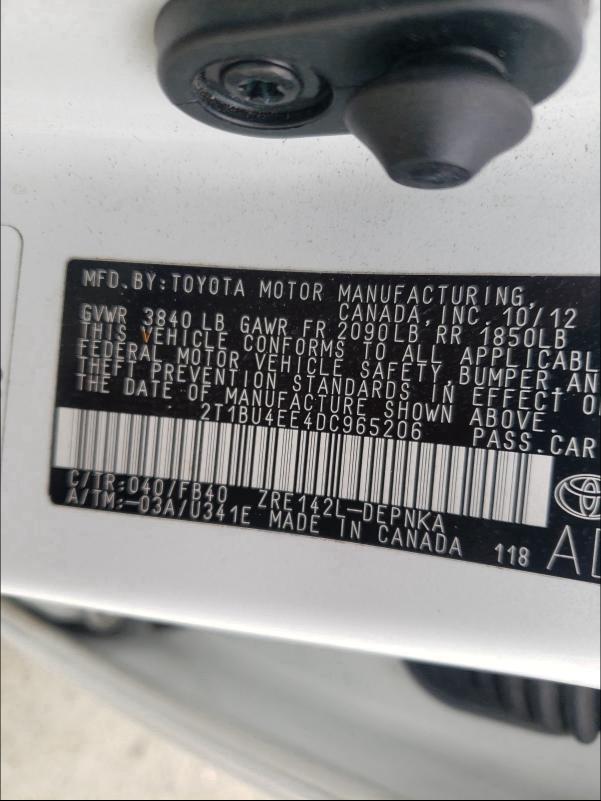 MFD. BY: TOYOTA MOTOR MANUFACTURING,
CANADA, INC. 10/12
GVWR 3840 LB GAWR FR 2090LB RR 1850LB
THIS VEHICLE CONFORMS TO ALL APPLICABL
FEDERAL MOTOR VEHICLE SAFETY, BUMPER AN
THEFT PREVENTION STANDARDS IN EFFECT O
THE DATE OF MANUFACTURE SHOWN ABOVE.
2T1BU4EE4DC965206 PASS.CAR
C/TR:040/FB40 ZRE142L-DEPNKA
A/TM:-03A/U341E MADE IN CANADA 118 A